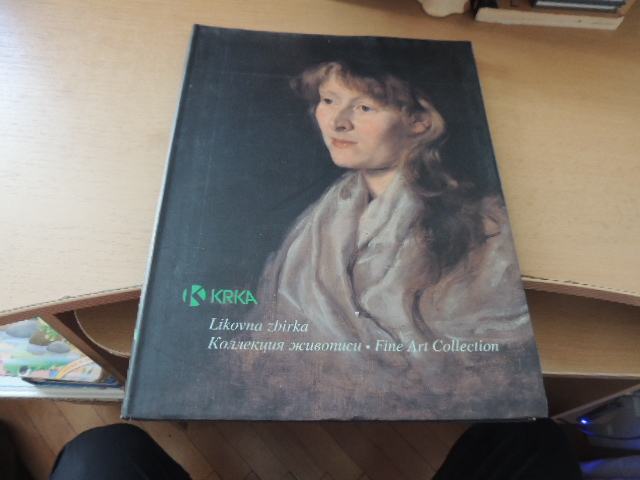 KRKA
Likovna zbirka
Коллекция живописи • Fine Art Collection